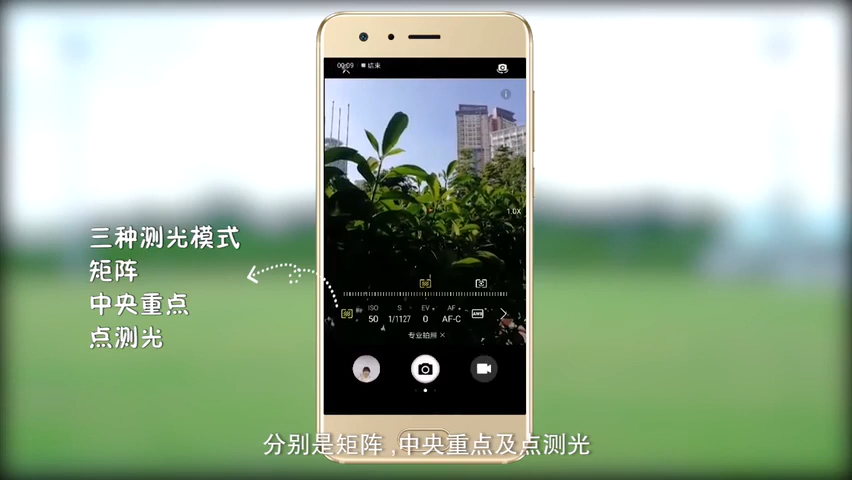 00:09 结束
1.0X
三种测光模式
矩阵
中央重点
点测光
ISO S EV AF
50 1/1127 0 AF-C AWB
专业拍照 ×
分别是矩阵,中央重点及点测光